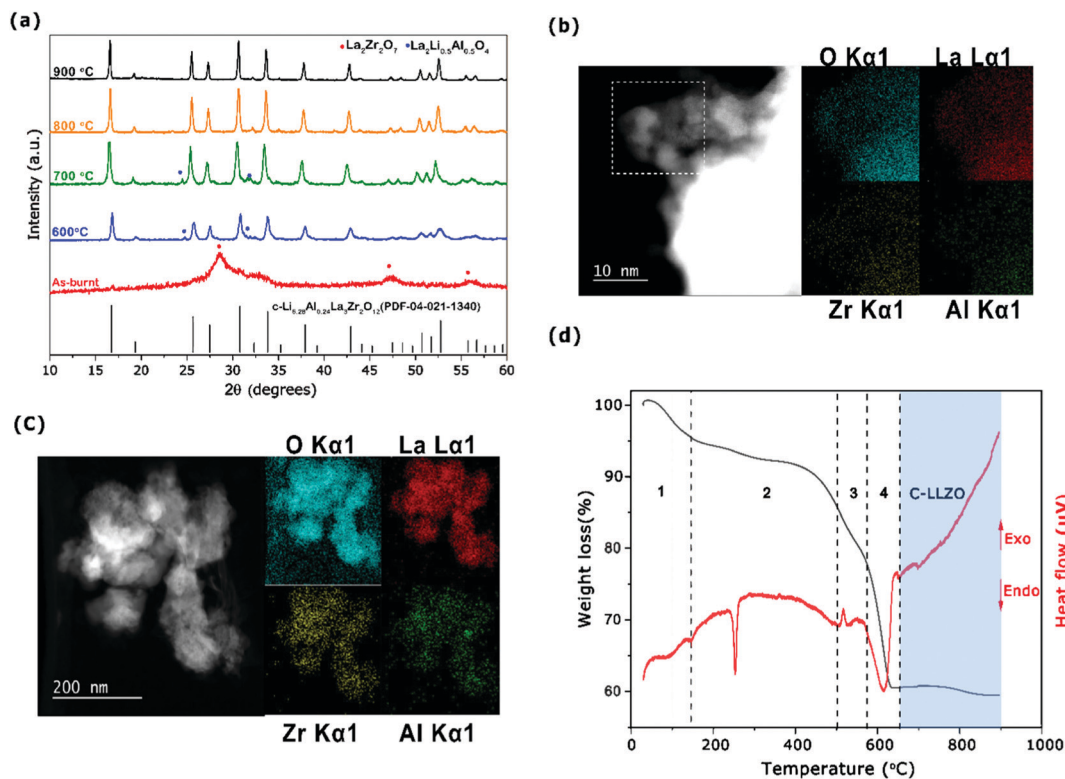 (a)
La2Zr2O7 La2Li0.5Al0.5O4
900 °C
800 °C
700 °C
600°C
As-burnt
c-Li6.28Al0.24La3Zr2O12(PDF-04-021-1340)
Intensity (a.u.)
10 15 20 25 30 35 40 45 50 55 60
2θ (degrees)
(b)
O Kα1 La Lα1
10 nm
Zr Kα1 Al Kα1
(C)
O Kα1 La Lα1
200 nm
Zr Kα1 Al Kα1
(d)
100
90
80
70
60
Weight loss(%)
1 2 3 4 C-LLZO
Exo
Endo
Heat flow (µV)
0 200 400 600 800 1000
Temperature (°C)